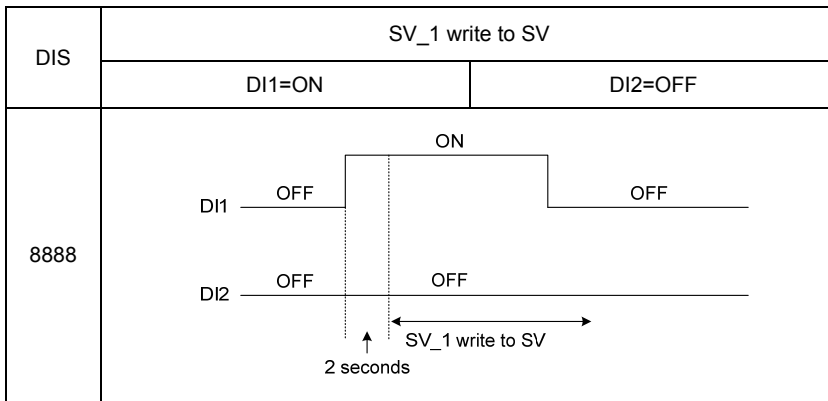 DIS
SV_1 write to SV
DI1=ON
DI2=OFF
8888
ON
DI1
OFF
OFF
DI2
OFF
OFF
SV_1 write to SV
2 seconds